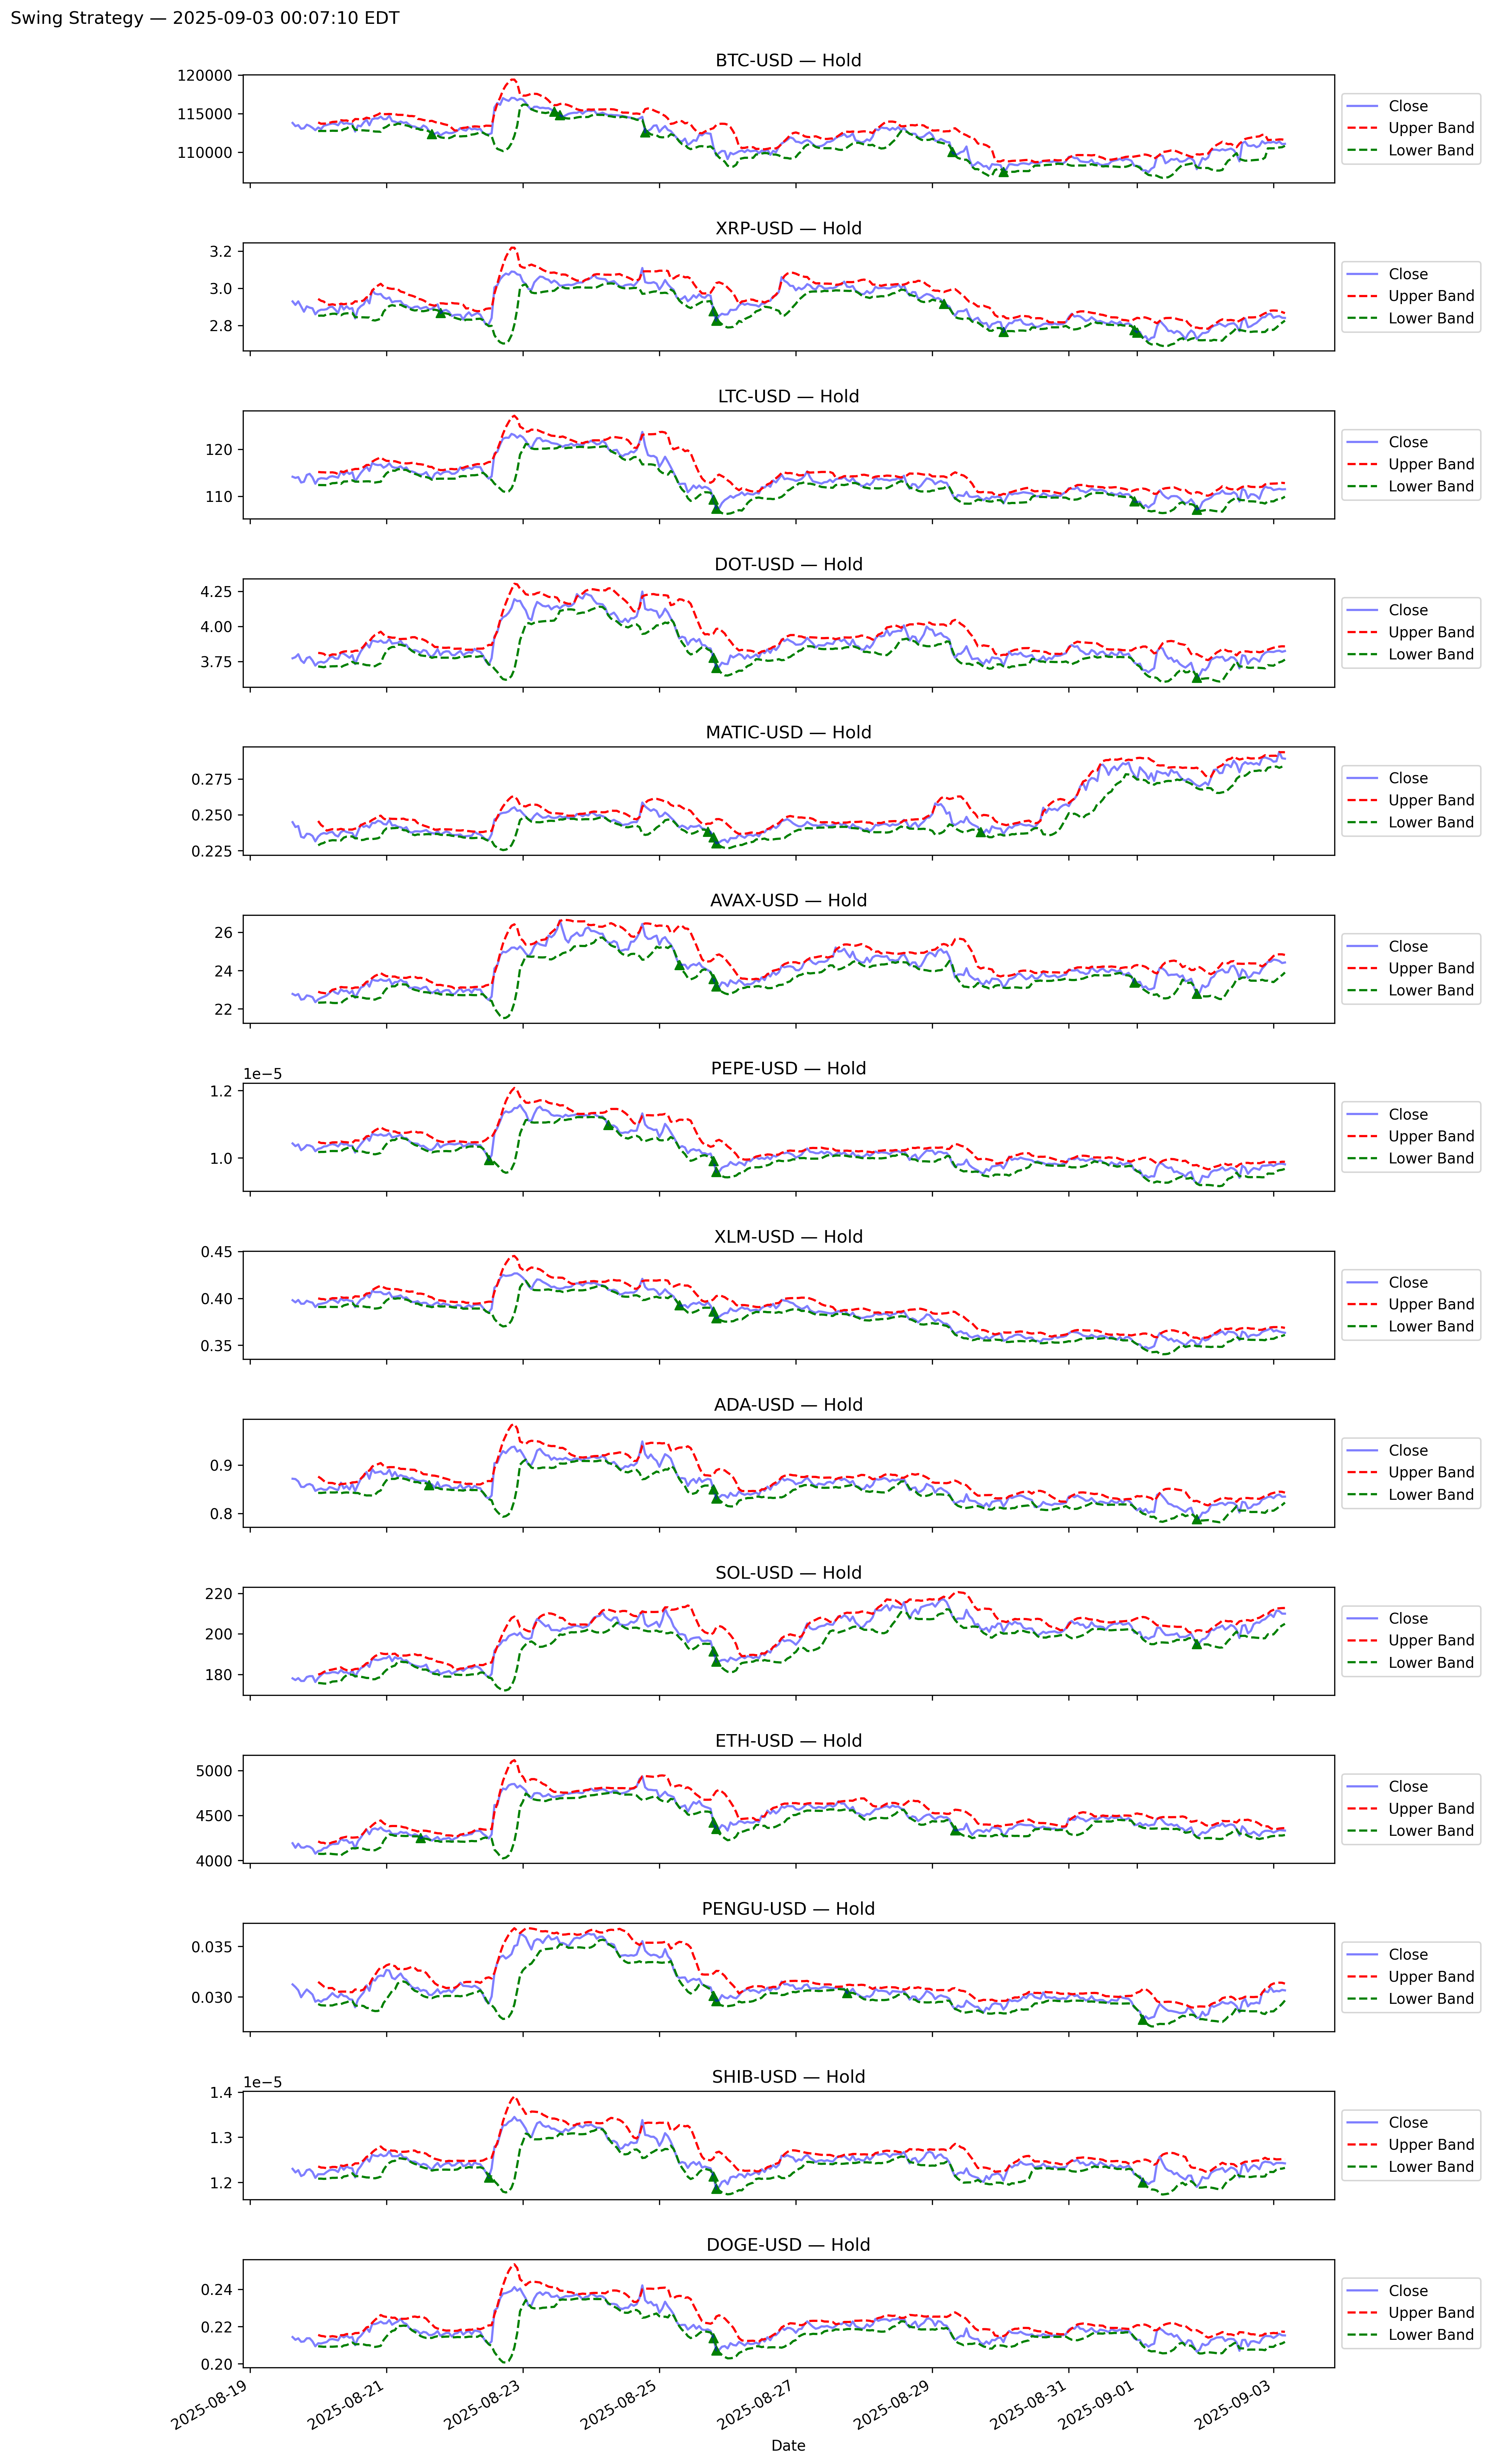 Swing Strategy — 2025-09-03 00:07:10 EDT
BTC-USD — Hold
120000
115000
110000
Close
Upper Band
Lower Band
XRP-USD — Hold
3.2
3.0
2.8
Close
Upper Band
Lower Band
LTC-USD — Hold
120
110
Close
Upper Band
Lower Band
DOT-USD — Hold
4.25
4.00
3.75
Close
Upper Band
Lower Band
MATIC-USD — Hold
0.275
0.250
0.225
Close
Upper Band
Lower Band
AVAX-USD — Hold
26
24
22
Close
Upper Band
Lower Band
PEPE-USD — Hold
1e−5
1.2
1.0
Close
Upper Band
Lower Band
XLM-USD — Hold
0.45
0.40
0.35
Close
Upper Band
Lower Band
ADA-USD — Hold
0.9
0.8
Close
Upper Band
Lower Band
SOL-USD — Hold
220
200
180
Close
Upper Band
Lower Band
ETH-USD — Hold
5000
4500
4000
Close
Upper Band
Lower Band
PENGU-USD — Hold
0.035
0.030
Close
Upper Band
Lower Band
SHIB-USD — Hold
1e−5
1.4
1.3
1.2
Close
Upper Band
Lower Band
DOGE-USD — Hold
0.24
0.22
0.20
Close
Upper Band
Lower Band
2025-08-19
2025-08-21
2025-08-23
2025-08-25
2025-08-27
2025-08-29
2025-08-31
2025-09-01
2025-09-03
Date